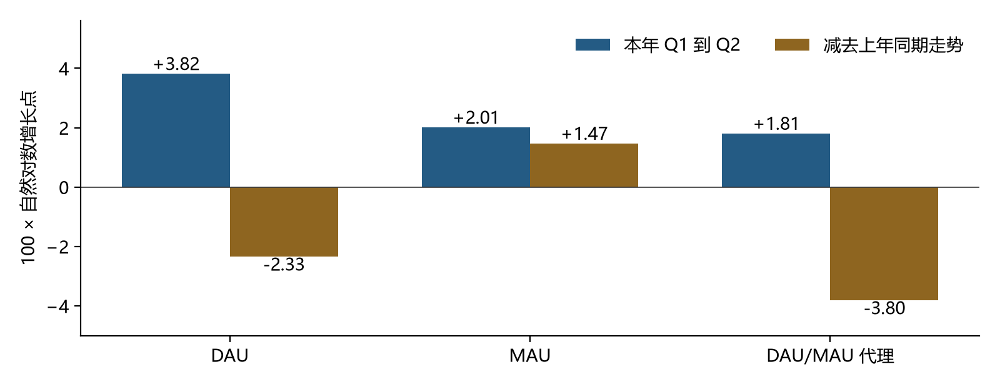 本年 Q1 到 Q2
减去上年同期走势
100 × 自然对数增长点
4
2
0
−2
−4
+3.82
-2.33
+2.01
+1.47
+1.81
-3.80
DAU
MAU
DAU/MAU 代理